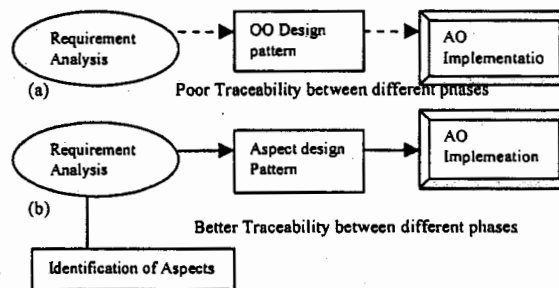 Requirement
Analysis
OO Design
pattern
AO
Implementatio
(a)
Poor Traceability between different phases
Requirement
Analysis
Aspect design
Pattern
AO
Implemeation
(b)
Better Traceability between different phases
Identification of Aspects